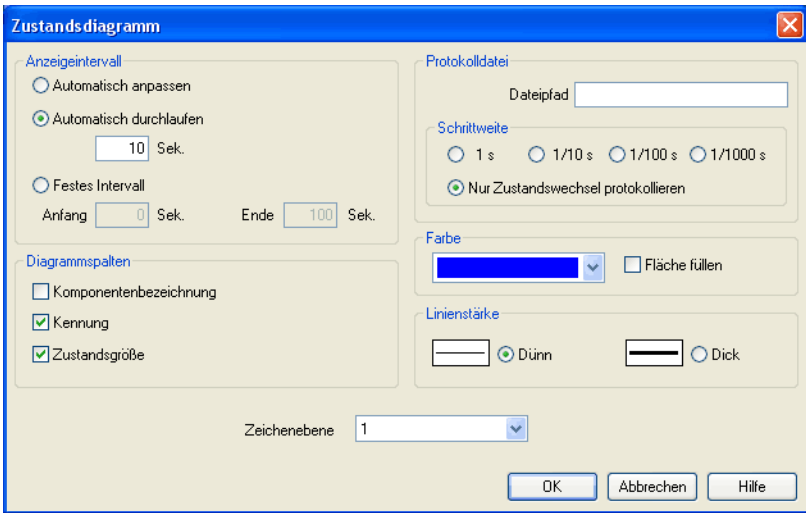 Zustandsdiagramm
Anzeigeintervall
Automatisch anpassen
Automatisch durchlaufen
10 Sek.
Festes Intervall
Anfang 0 Sek. Ende 100 Sek.
Diagrammspalten
Komponentenbezeichnung
Kennung
Zustandsgröße
Protokolldatei
Dateipfad
Schrittweite
1 s 1/10 s 1/100 s 1/1000 s
Nur Zustandswechsel protokollieren
Farbe
Fläche füllen
Linienstärke
Dünn Dick
Zeichenebene 1
OK Abbrechen Hilfe